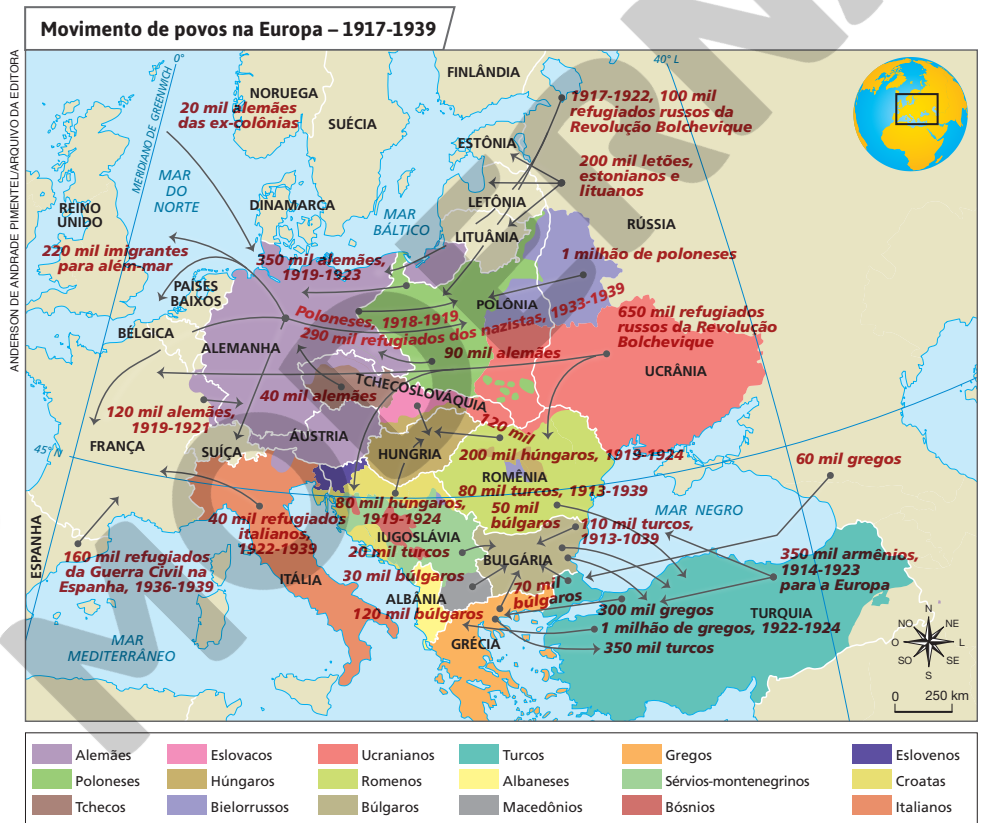 Movimento de povos na Europa – 1917-1939
ANDERSON DE ANDRADE PIMENTEL/ARQUIVO DA EDITORA
MERIDIANO DE GREENWICH
0°
40° L
45° N
FINLÂNDIA
NORUEGA
SUÉCIA
20 mil alemães
das ex-colônias
1917-1922, 100 mil
refugiados russos da
Revolução Bolchevique
ESTÔNIA
200 mil letões,
estonianos e
lituanos
MAR
DO
NORTE
REINO
UNIDO
DINAMARCA
MAR
BÁLTICO
LETÔNIA
LITUÂNIA
RÚSSIA
220 mil imigrantes
para além-mar
350 mil alemães,
1919-1923
1 milhão de poloneses
PAÍSES
BAIXOS
POLÔNIA
Poloneses, 1918-1919
290 mil refugiados dos nazistas, 1933-1939
650 mil refugiados
russos da Revolução
Bolchevique
BÉLGICA
ALEMANHA
90 mil alemães
UCRÂNIA
40 mil alemães
TCHECOSLOVÁQUIA
120 mil alemães,
1919-1921
FRANÇA
SUÍÇA
ÁUSTRIA
HUNGRIA
120 mil
200 mil húngaros, 1919-1924
60 mil gregos
ROMÊNIA
80 mil turcos, 1913-1939
80 mil húngaros,
1919-1924
50 mil
búlgaros
MAR NEGRO
40 mil refugiados
italianos,
1922-1939
110 mil turcos,
1913-1039
ESPANHA
IUGOSLÁVIA
20 mil turcos
BULGÁRIA
350 mil armênios,
1914-1923
para a Europa
160 mil refugiados
da Guerra Civil na
Espanha, 1936-1939
ITÁLIA
30 mil búlgaros
70 mil
búlgaros
ALBÂNIA
120 mil búlgaros
300 mil gregos
TURQUIA
1 milhão de gregos, 1922-1924
350 mil turcos
GRÉCIA
MAR
MEDITERRÂNEO
N
NO
NE
O
L
SO
SE
S
0 250 km
Alemães
Eslovacos
Ucranianos
Turcos
Gregos
Eslovenos
Poloneses
Húngaros
Romenos
Albaneses
Sérvios-montenegrinos
Croatas
Tchecos
Bielorrussos
Búlgaros
Macedônios
Bósnios
Italianos